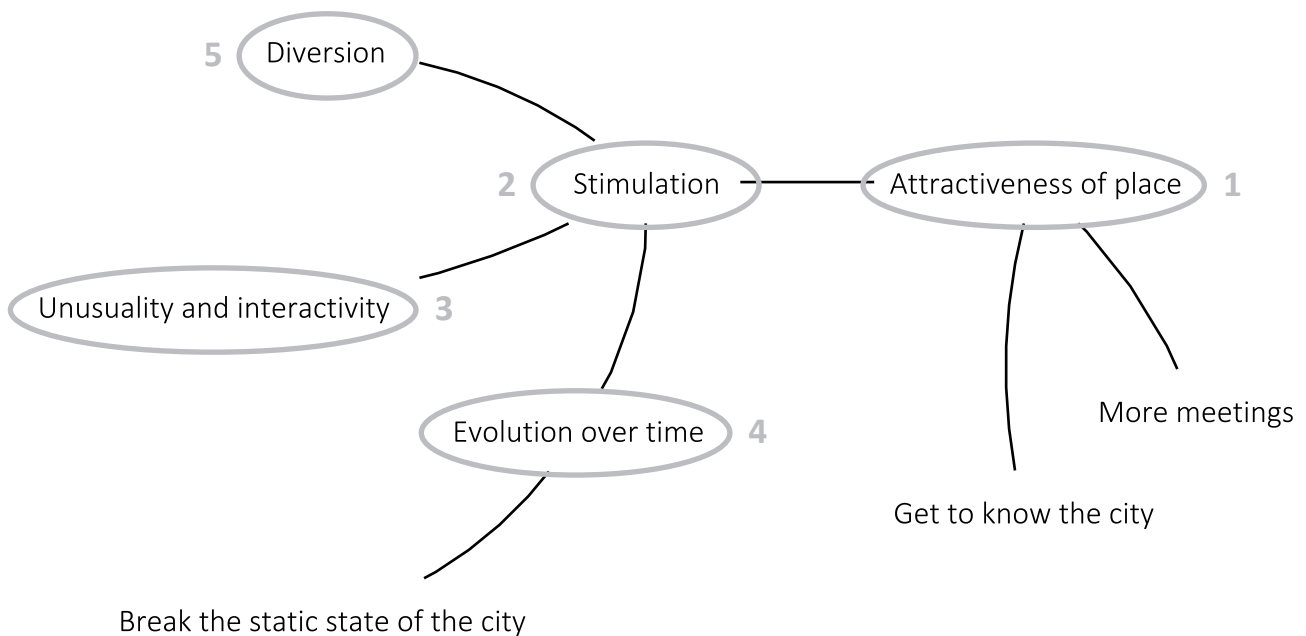 5 Diversion
2 Stimulation
Attractiveness of place 1
Unusuality and interactivity 3
Evolution over time 4
More meetings
Get to know the city
Break the static state of the city